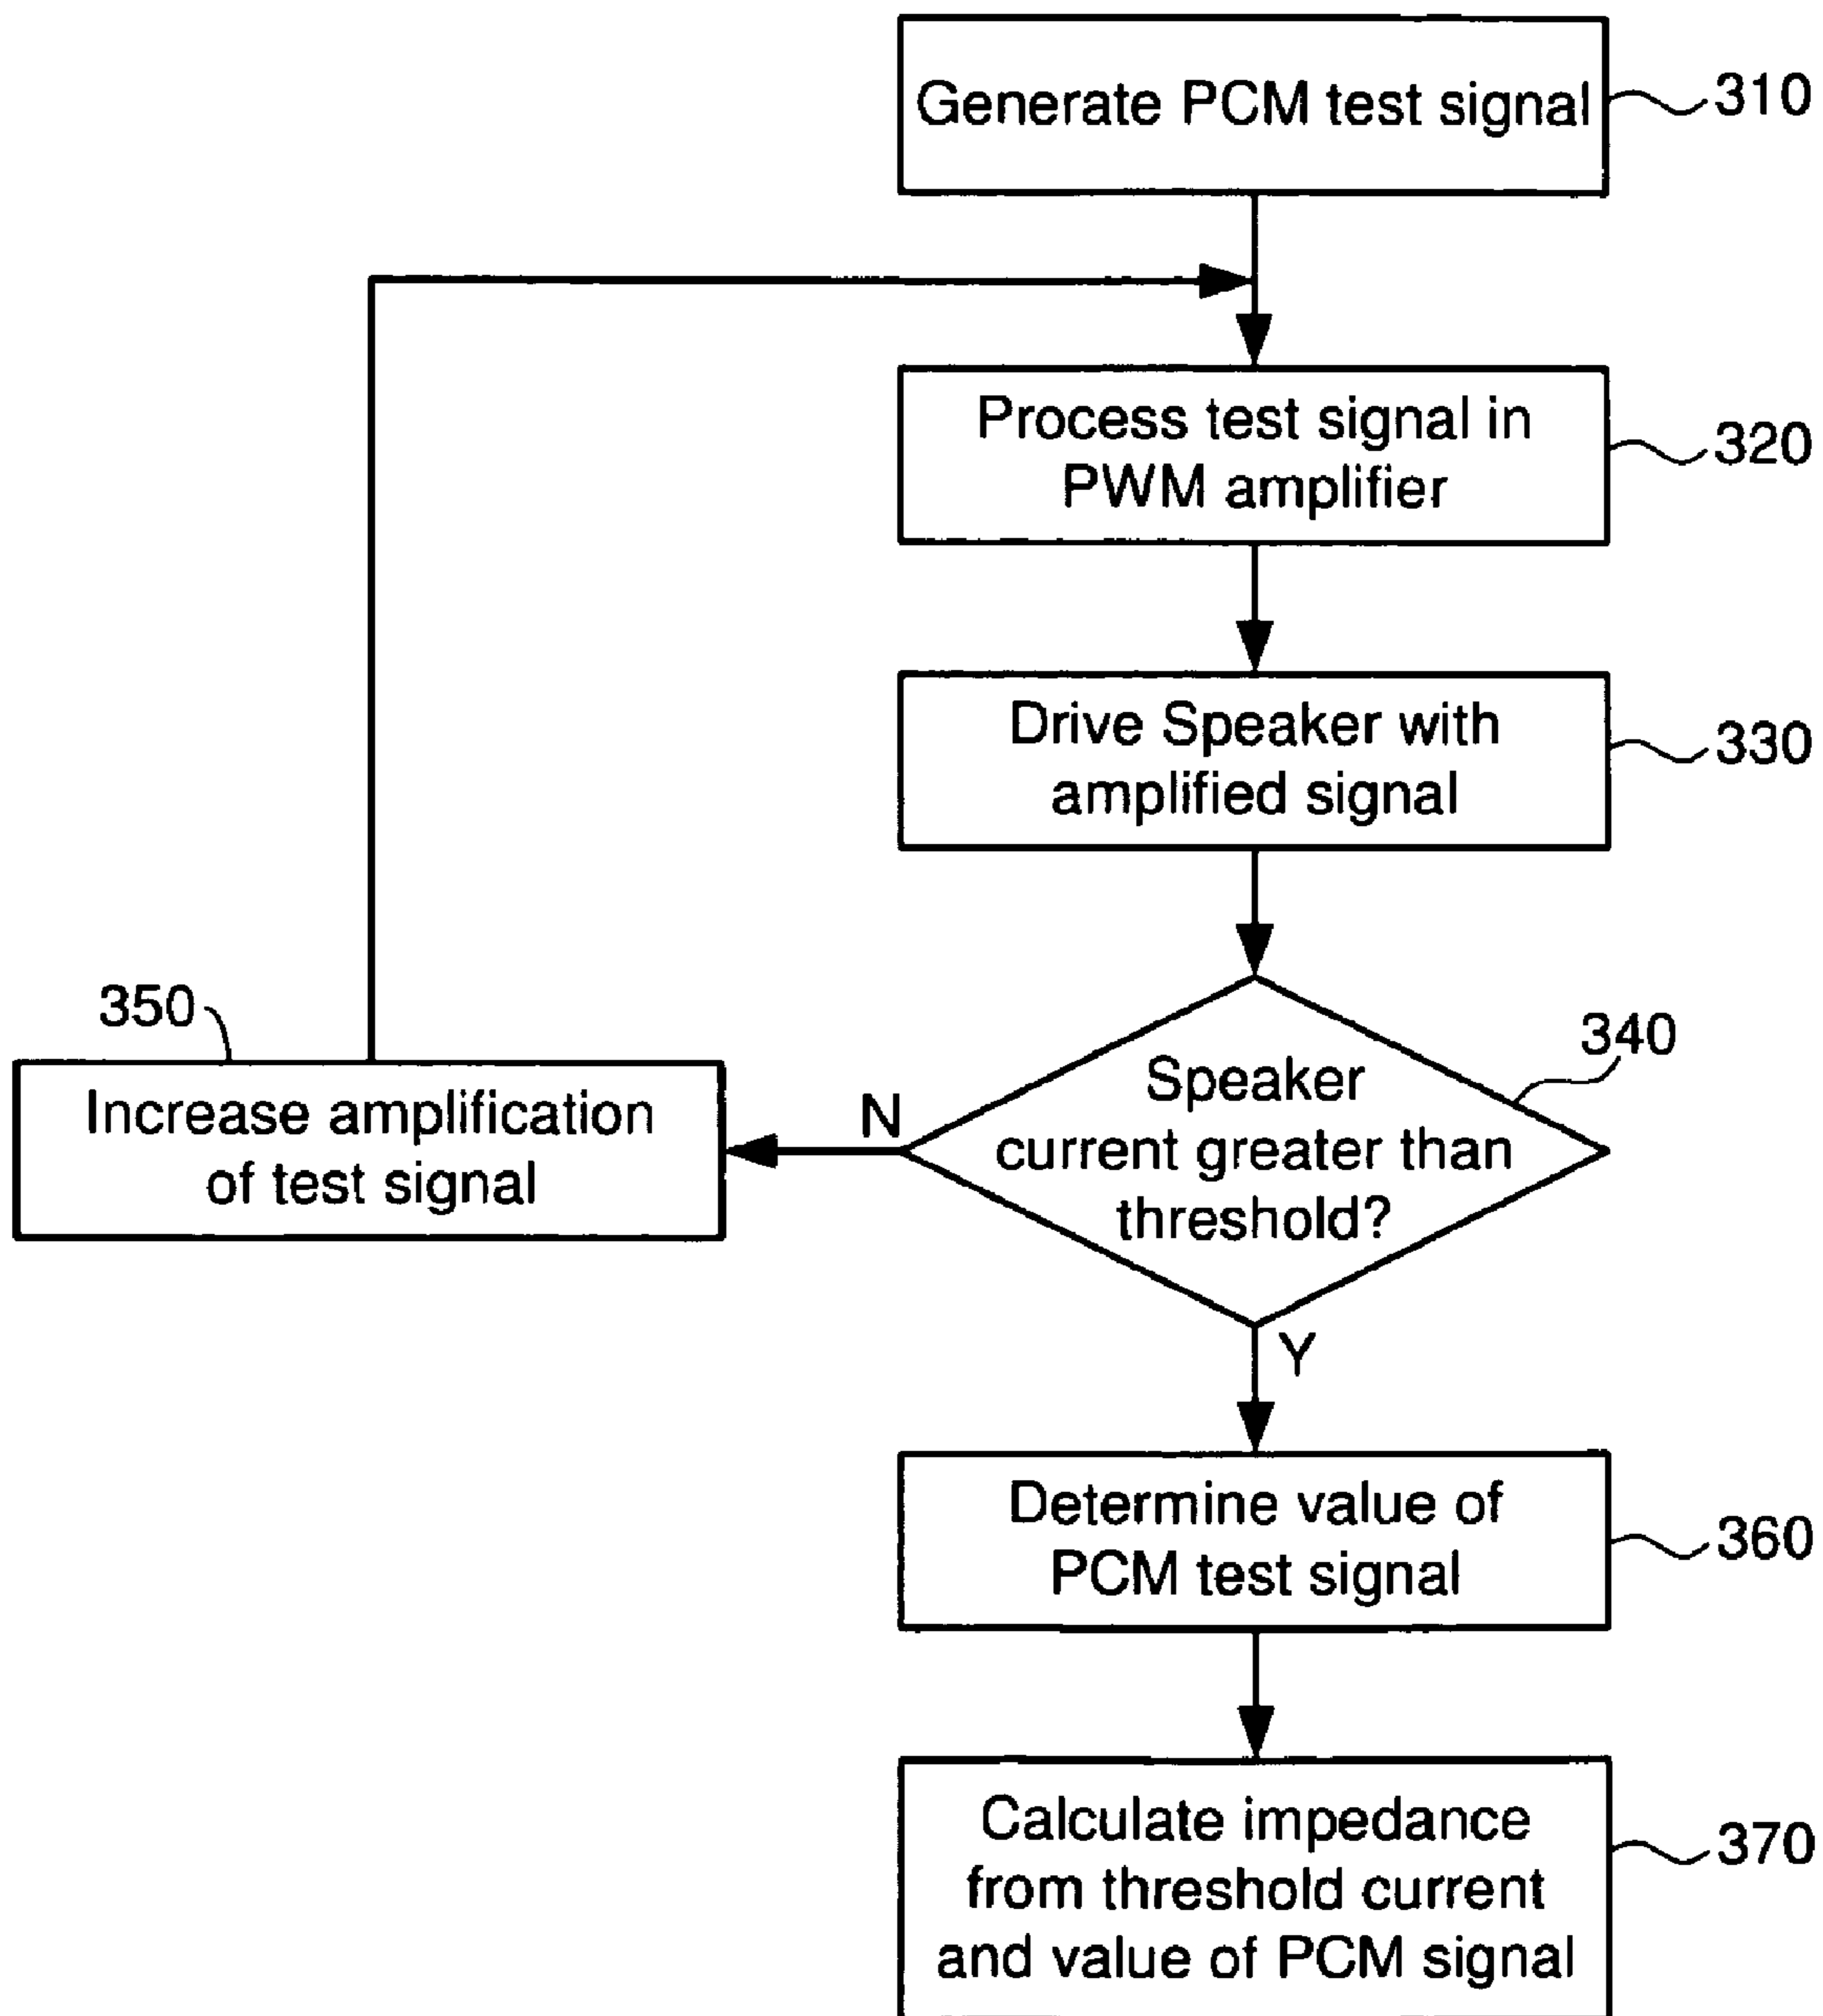 Generate PCM test signal
310
Process test signal in
PWM amplifier
320
Drive Speaker with
amplified signal
330
350
Increase amplification
of test signal
N
Speaker
current greater than
threshold?
340
Y
Determine value of
PCM test signal
360
Calculate impedance
from threshold current
and value of PCM signal
370